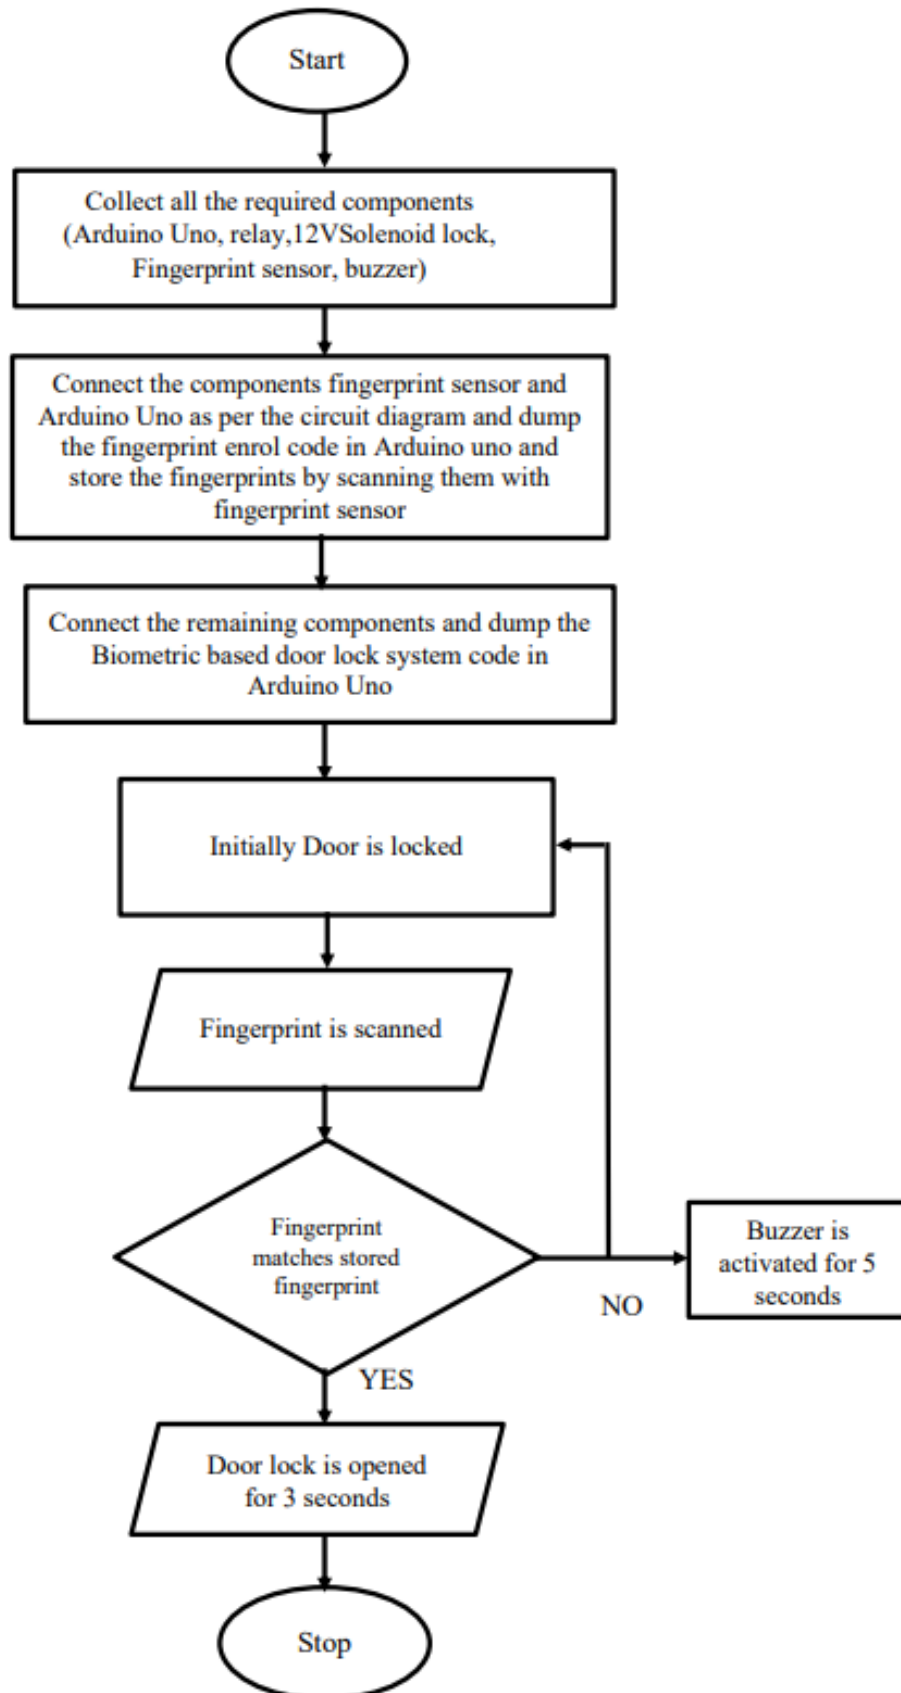 Start
Collect all the required components
(Arduino Uno, relay,12VSolenoid lock,
Fingerprint sensor, buzzer)
Connect the components fingerprint sensor and
Arduino Uno as per the circuit diagram and dump
the fingerprint enrol code in Arduino uno and
store the fingerprints by scanning them with
fingerprint sensor
Connect the remaining components and dump the
Biometric based door lock system code in
Arduino Uno
Initially Door is locked
Fingerprint is scanned
Fingerprint
matches stored
fingerprint
NO
Buzzer is
activated for 5
seconds
YES
Door lock is opened
for 3 seconds
Stop